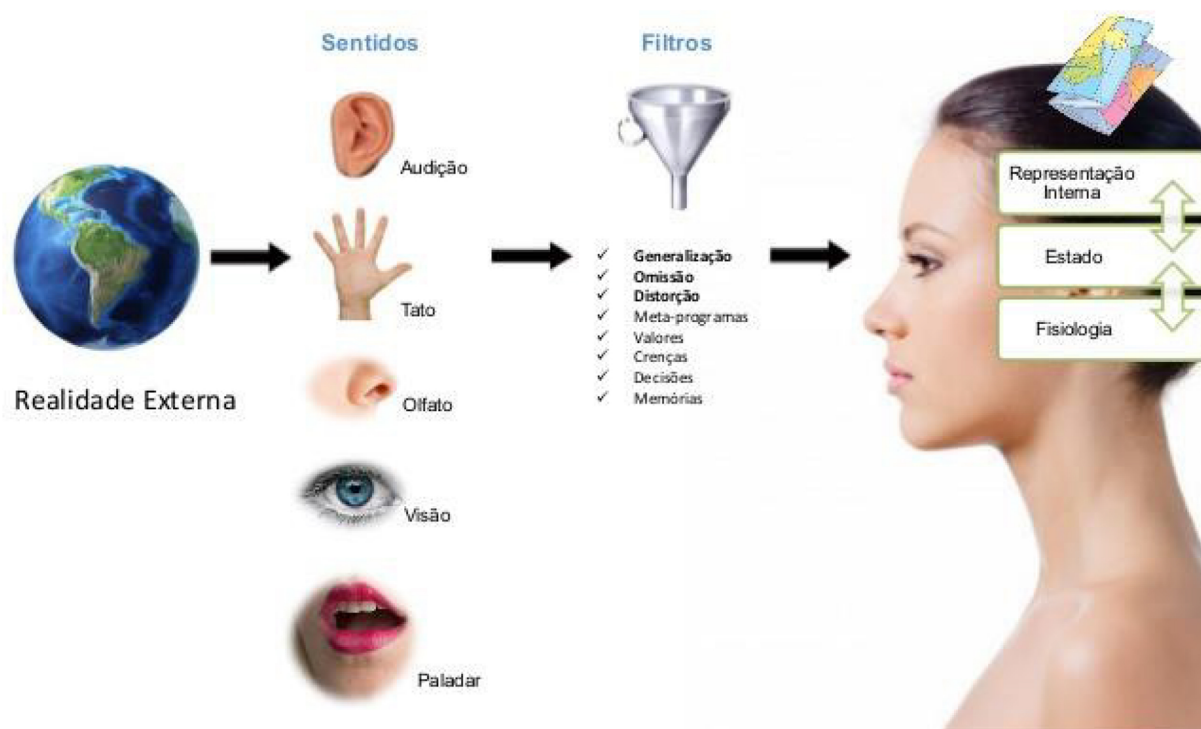 Sentidos
Filtros
Audição
Tato
Olfato
Visão
Paladar
Realidade Externa
Generalização
Omissão
Distorção
Meta-programas
Valores
Crenças
Decisões
Memórias
Representação
Interna
Estado
Fisiologia